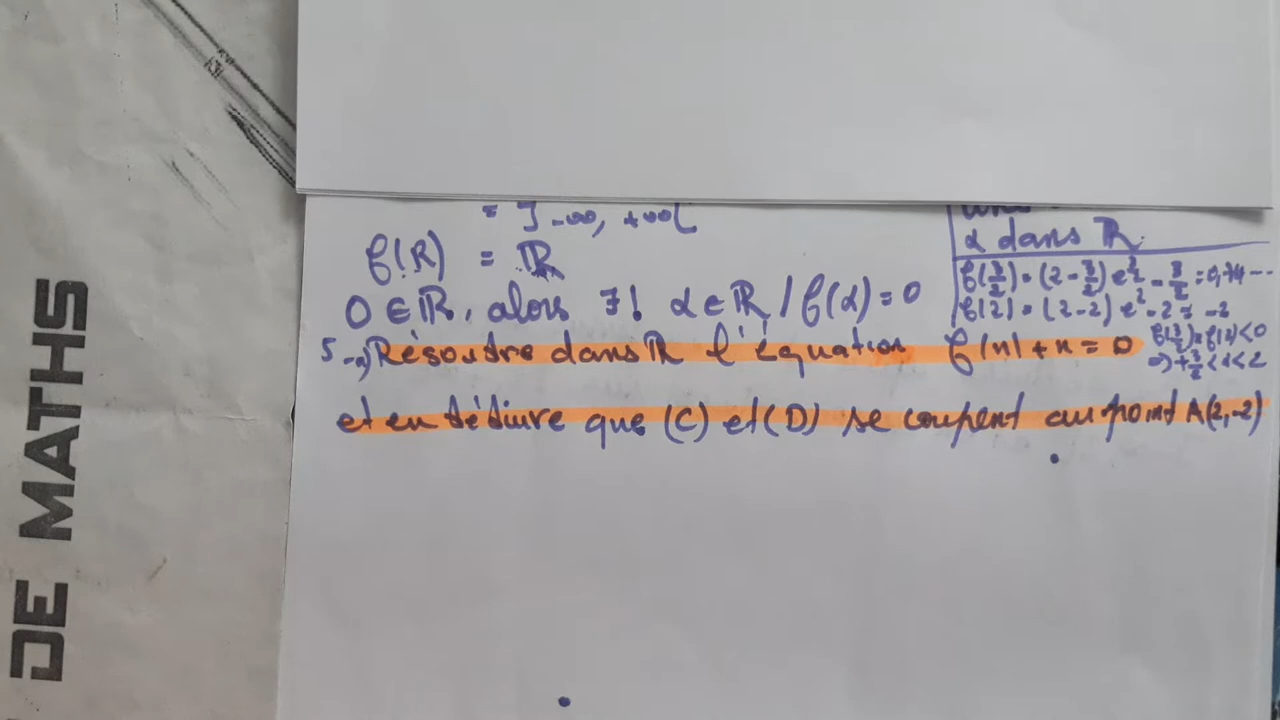 DE MATHS
= ]-∞, +∞[
f(R) = ℝ
0 ∈ ℝ, alors ∃! α ∈ ℝ / f(α) = 0
α dans ℝ
f(3/2) = (2 - 3/2) e^{3/2} - 3/2 = 0,74...
f(2) = (2-2) e² - 2 = -2
f(3/2) × f(2) < 0
⇒ + 3/2 < α < 2
5-a) Résoudre dans ℝ l'équation f(x) + x = 0
et en déduire que (C) et (D) se coupent au point A(2,-2)